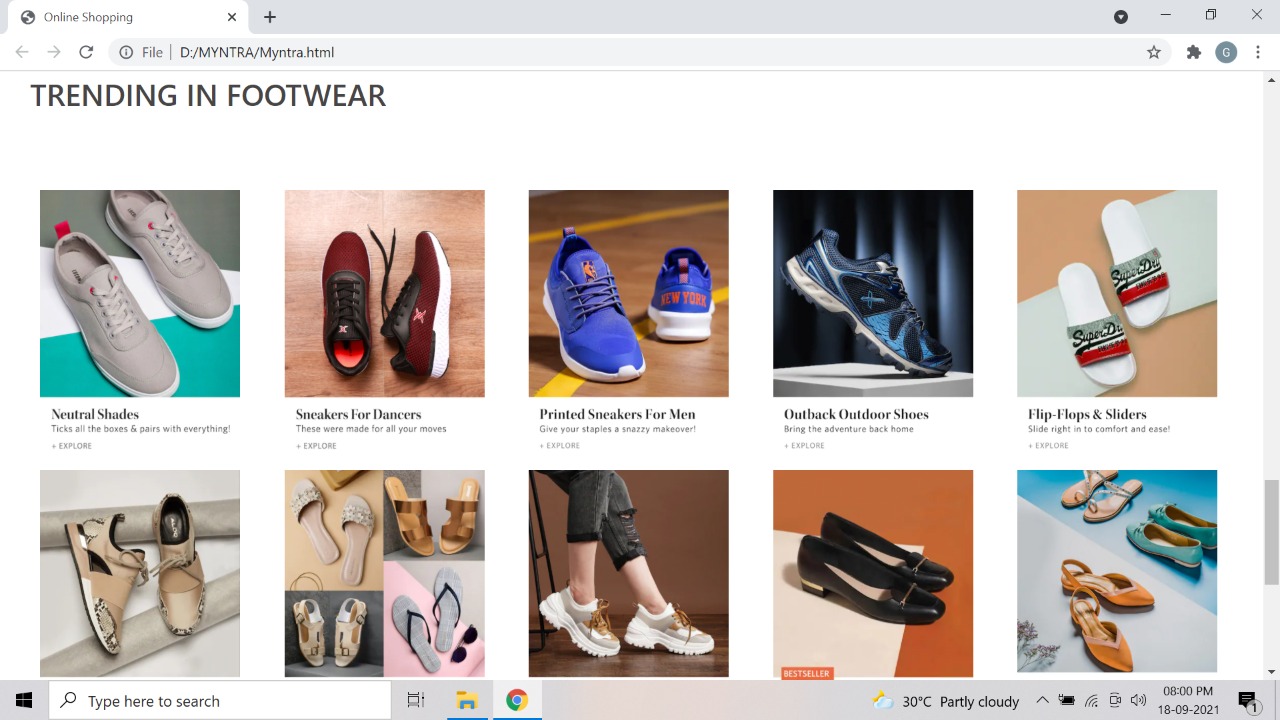 Online Shopping
File
D:/MYNTRA/Myntra.html
G
TRENDING IN FOOTWEAR
NEW YORK
SuperDry
SuperDry
Neutral Shades
Ticks all the boxes & pairs with everything!
+ EXPLORE
Sneakers For Dancers
These were made for all your moves
+ EXPLORE
Printed Sneakers For Men
Give your staples a snazzy makeover!
+ EXPLORE
Outback Outdoor Shoes
Bring the adventure back home
+ EXPLORE
Flip-Flops & Sliders
Slide right in to comfort and ease!
+ EXPLORE
BESTSELLER
Type here to search
30°C Partly cloudy
08:00 PM
18-09-2021
1